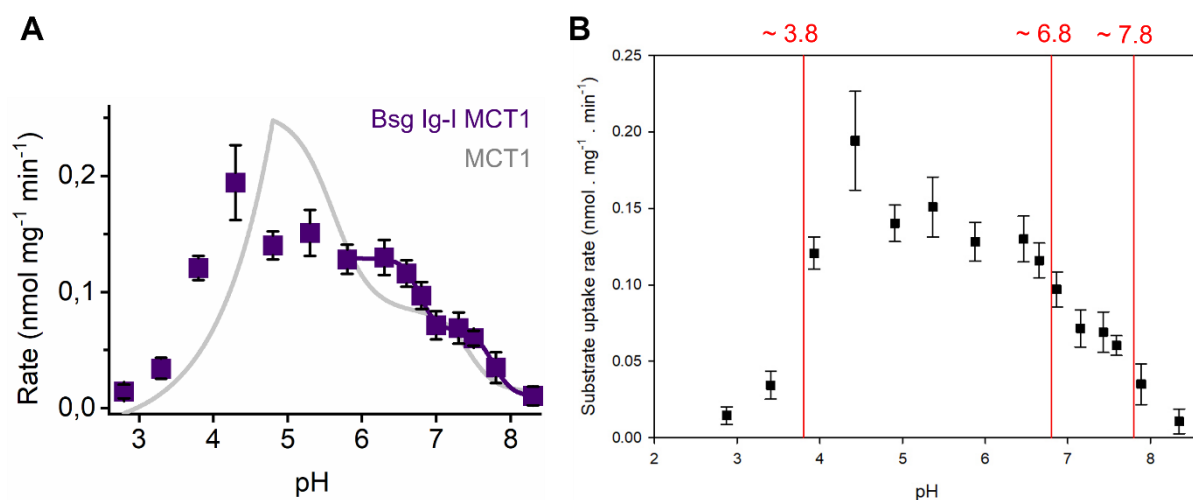 A
Bsg Ig-I MCT1
MCT1
Rate (nmol mg⁻¹ min⁻¹)
0,2
0,1
0,0
3 4 5 6 7 8
pH
B
~ 3.8 ~ 6.8 ~ 7.8
Substrate uptake rate (nmol . mg⁻¹ . min⁻¹)
0.25
0.20
0.15
0.10
0.05
0.00
2 3 4 5 6 7 8
pH